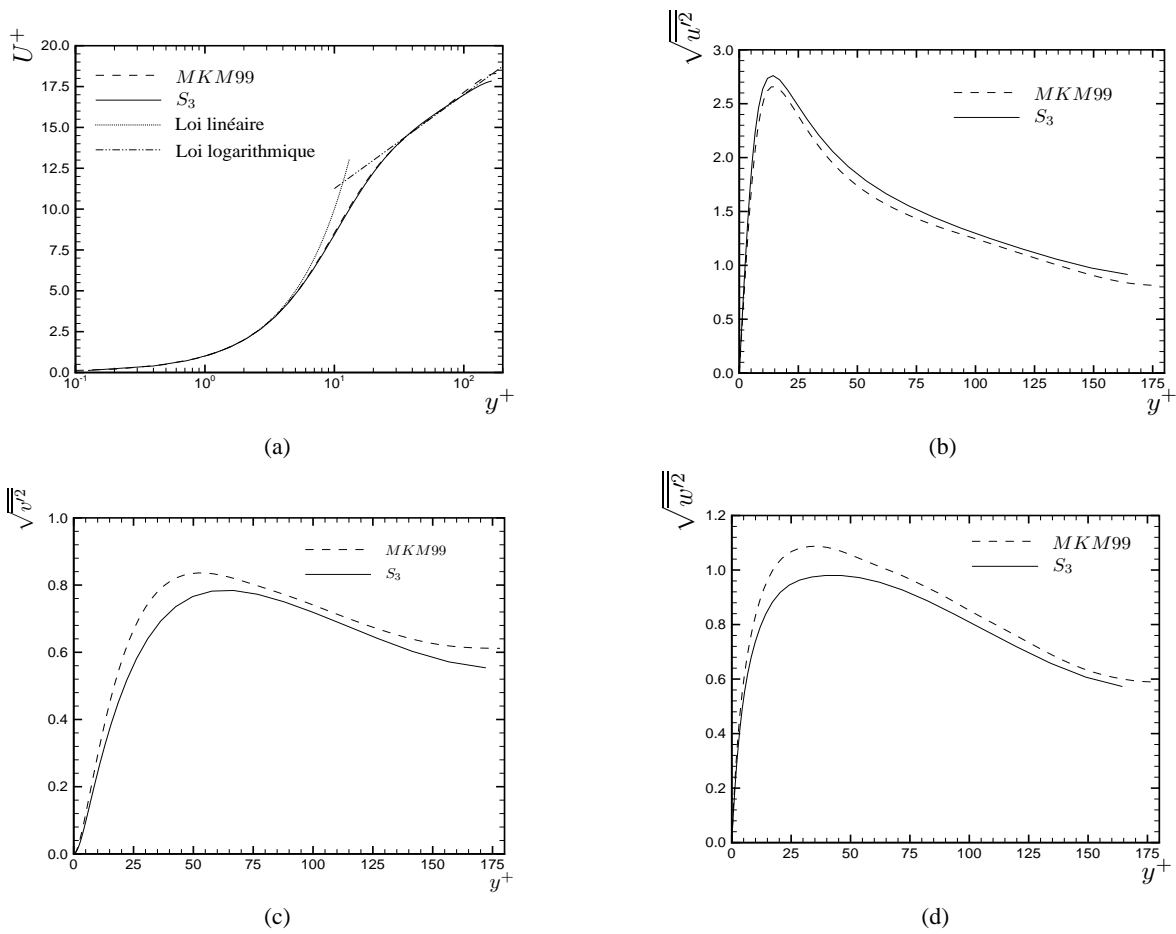 U⁺
20.0
17.5
15.0
12.5
10.0
7.5
5.0
2.5
0.0
MKM99
S₃
Loi linéaire
Loi logarithmique
10⁻¹ 10⁰ 10¹ 10²
y⁺
(a)
√u′²
3.0
2.5
2.0
1.5
1.0
0.5
0.0
MKM99
S₃
0 25 50 75 100 125 150 175
y⁺
(b)
√v′²
1.0
0.8
0.6
0.4
0.2
0.0
MKM99
S₃
0 25 50 75 100 125 150 175
y⁺
(c)
√w′²
1.2
1.0
0.8
0.6
0.4
0.2
0.0
MKM99
S₃
0 25 50 75 100 125 150 175
y⁺
(d)